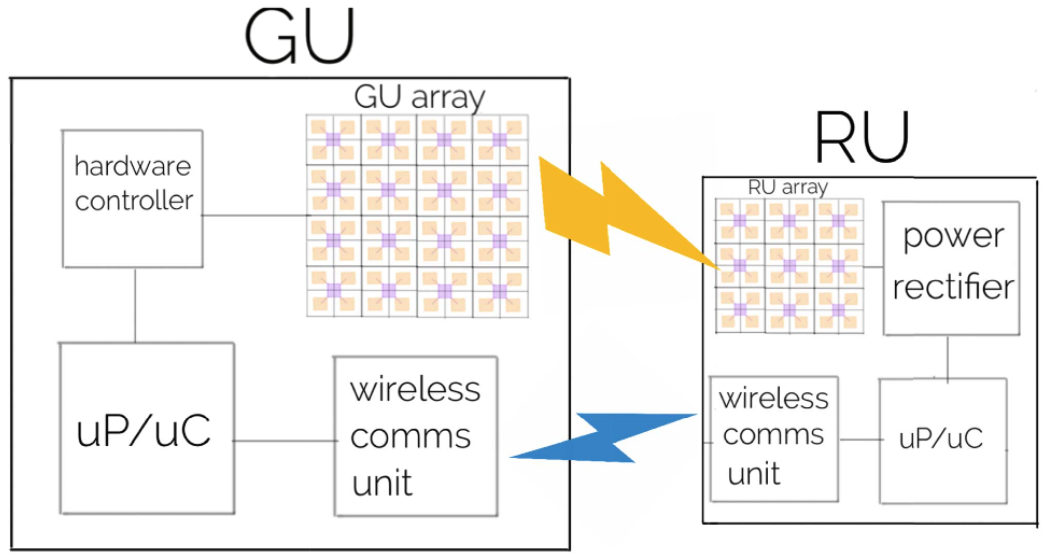 GU
GU array
hardware
controller
uP/uC
wireless
comms
unit
RU
RU array
power
rectifier
wireless
comms
unit
uP/uC